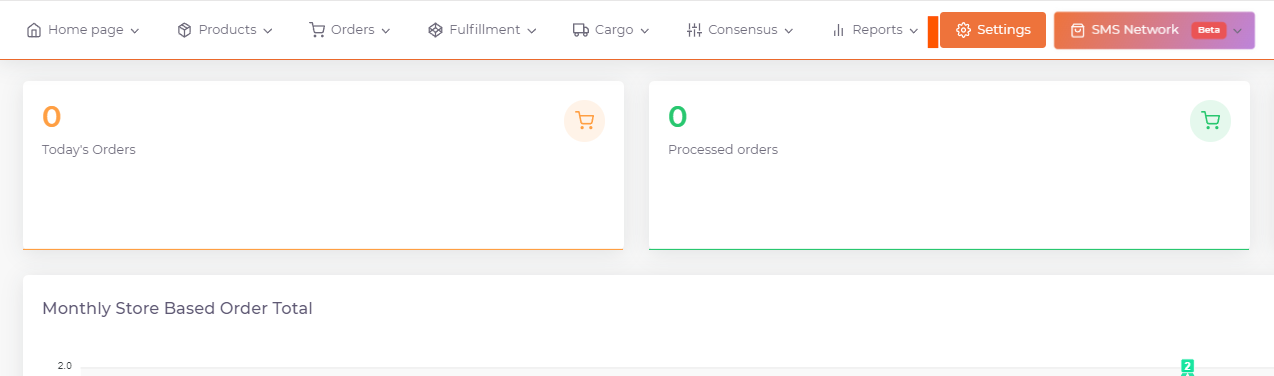 Home page Products Orders Fulfillment Cargo Consensus Reports Settings SMS Network Beta
0 0
Today's Orders Processed orders
Monthly Store Based Order Total
2.0 2